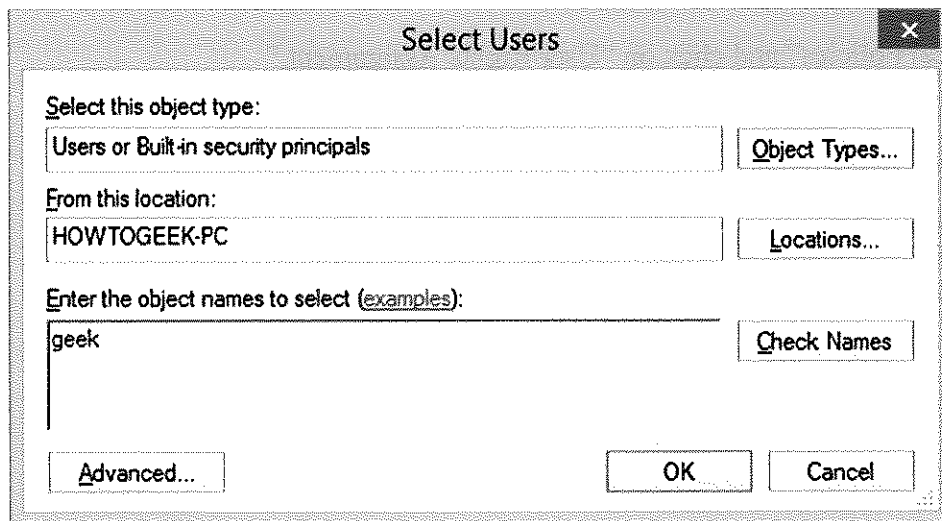 Select Users
Select this object type:
Users or Built-in security principals
Object Types...
From this location:
HOWTOGEEK-PC
Locations...
Enter the object names to select (examples):
geek
Check Names
Advanced...
OK
Cancel